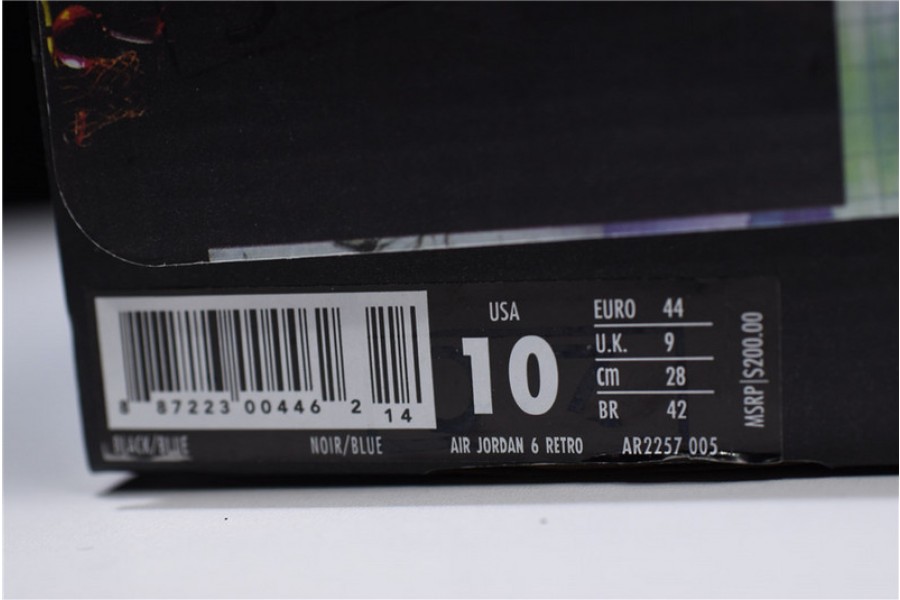 USA
10
EURO 44
U.K. 9
cm 28
BR 42
MSRP|$200.00
8 87223 00446 2 14
BLACK/BLUE
NOIR/BLUE
AIR JORDAN 6 RETRO
AR2257 005